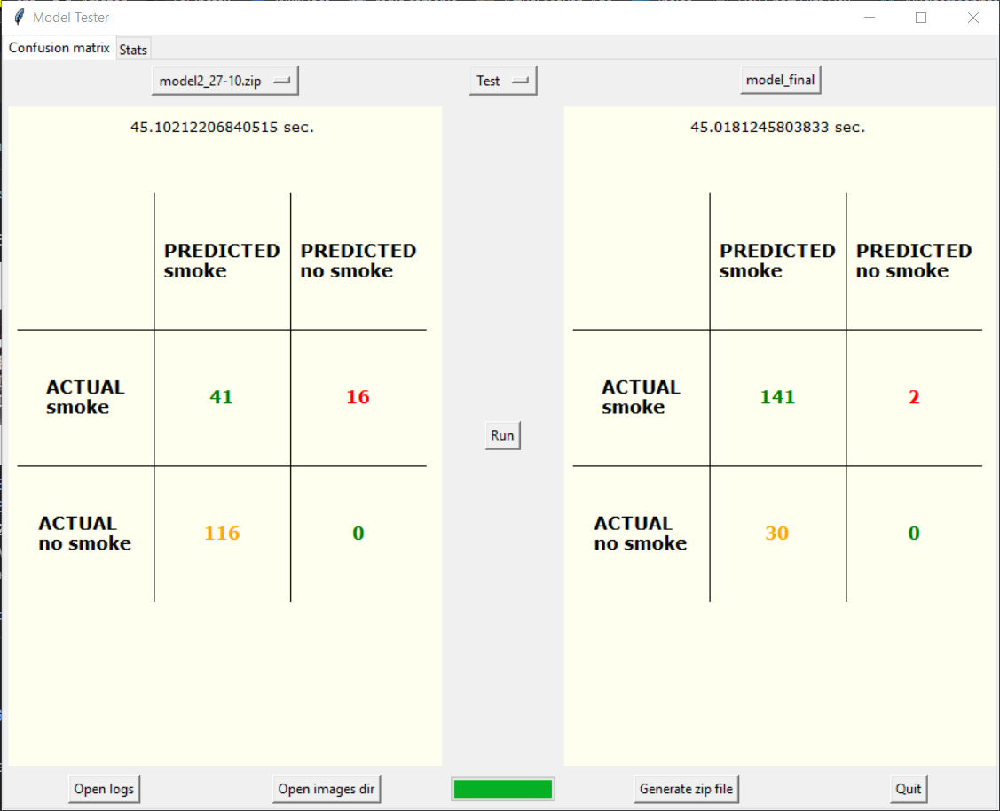 Model Tester
Confusion matrix Stats
model2_27-10.zip Test model_final
45.10212206840515 sec.
PREDICTED PREDICTED
smoke no smoke
ACTUAL
smoke
41 16
ACTUAL
no smoke
116 0
Run
45.0181245803833 sec.
PREDICTED PREDICTED
smoke no smoke
ACTUAL
smoke
141 2
ACTUAL
no smoke
30 0
Open logs Open images dir Generate zip file Quit